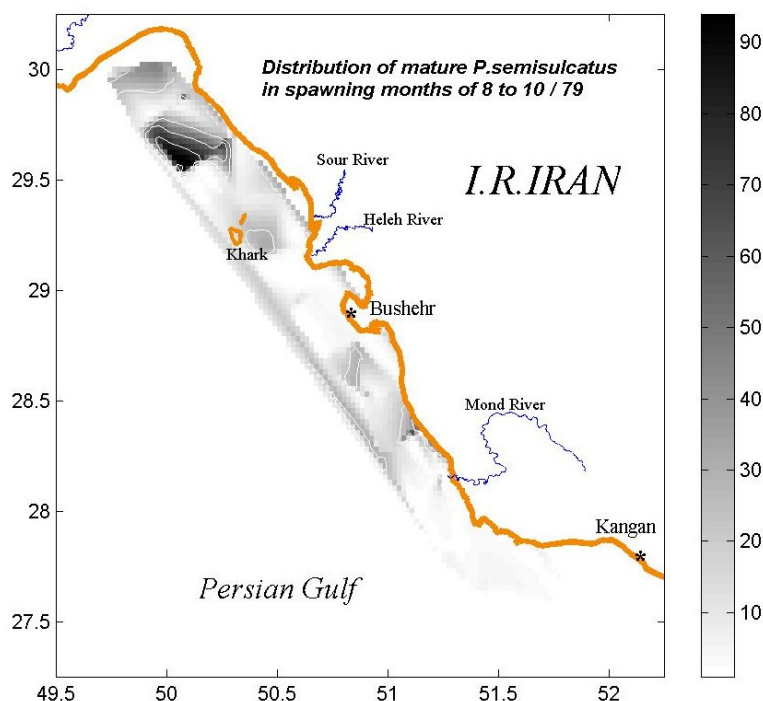 Distribution of mature P.semisulcatus
in spawning months of 8 to 10 / 79
I.R.IRAN
Sour River
Heleh River
Khark
Bushehr
Mond River
Kangan
Persian Gulf
30
29.5
29
28.5
28
27.5
49.5 50 50.5 51 51.5 52
90
80
70
60
50
40
30
20
10